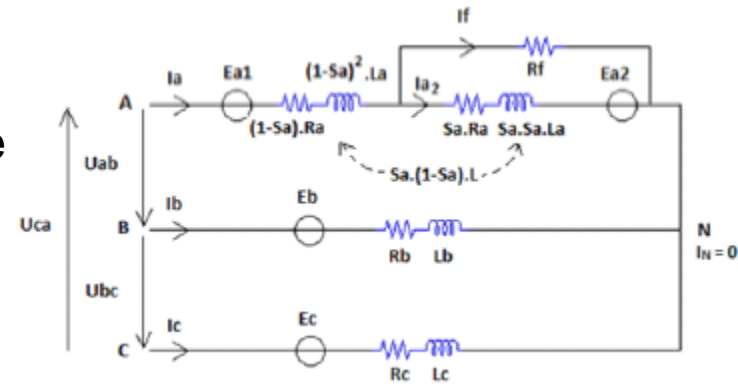 If
Rf
Ia Ea1 (1-Sa)².La Ia₂ Ea2
A
(1-Sa).Ra Sa.Ra Sa.Sa.La
e
Uab
Sa.(1-Sa).L
Uca
Ib Eb
B N
Rb Lb I_N = 0
Ubc
Ic Ec
C
Rc Lc